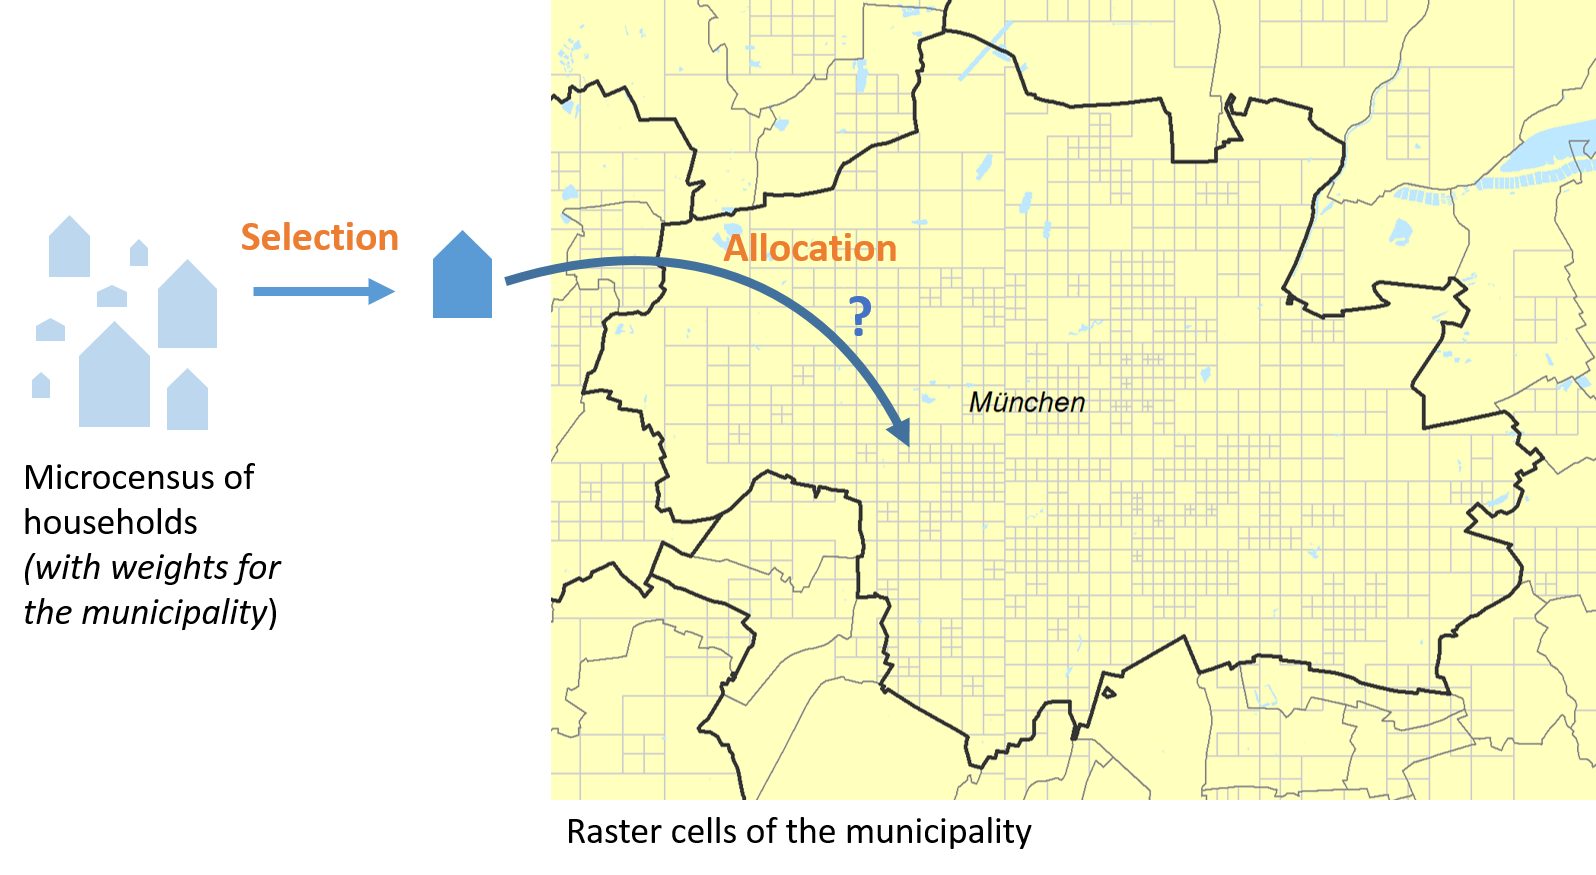 Selection
Allocation
?
München
Microcensus of
households
(with weights for
the municipality)
Raster cells of the municipality